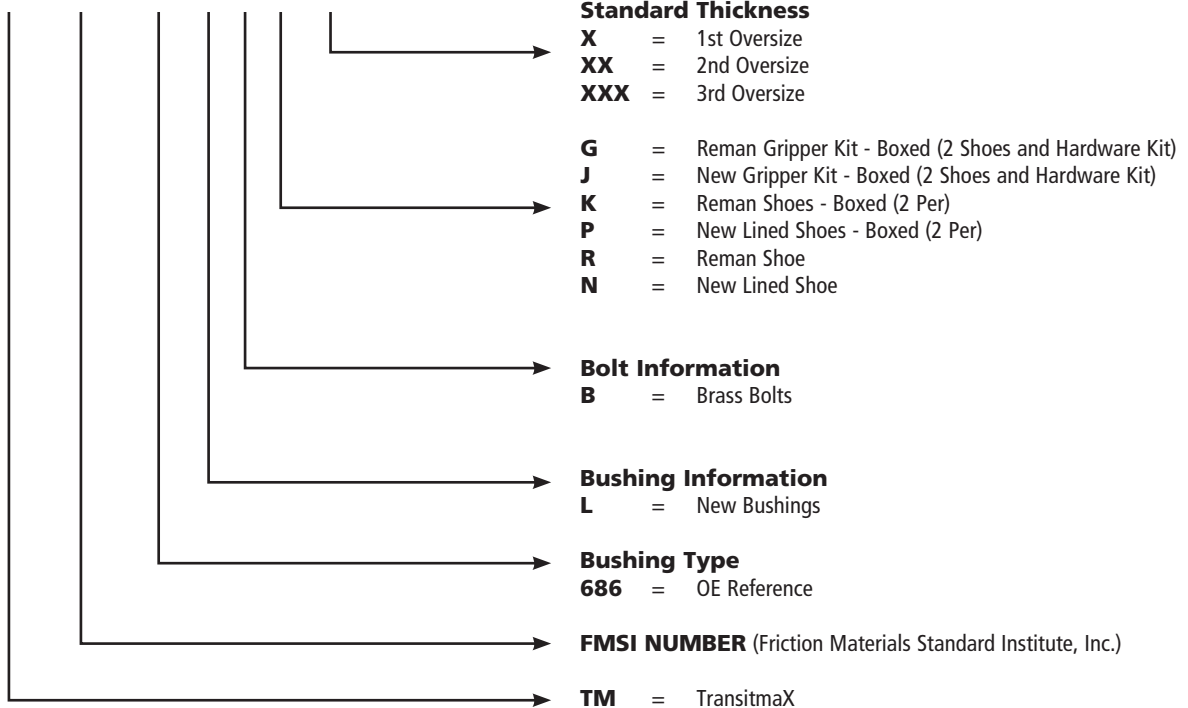 Standard Thickness
X = 1st Oversize
XX = 2nd Oversize
XXX = 3rd Oversize
G = Reman Gripper Kit - Boxed (2 Shoes and Hardware Kit)
J = New Gripper Kit - Boxed (2 Shoes and Hardware Kit)
K = Reman Shoes - Boxed (2 Per)
P = New Lined Shoes - Boxed (2 Per)
R = Reman Shoe
N = New Lined Shoe
Bolt Information
B = Brass Bolts
Bushing Information
L = New Bushings
Bushing Type
686 = OE Reference
FMSI NUMBER (Friction Materials Standard Institute, Inc.)
TM = TransitmaX